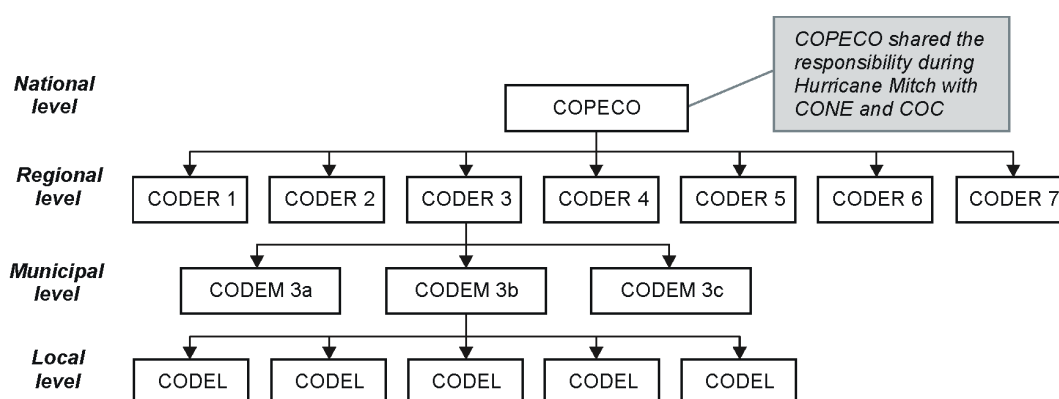 COPECO shared the
responsibility during
Hurricane Mitch with
CONE and COC
National
level
COPECO
Regional
level
CODER 1 CODER 2 CODER 3 CODER 4 CODER 5 CODER 6 CODER 7
Municipal
level
CODEM 3a CODEM 3b CODEM 3c
Local
level
CODEL CODEL CODEL CODEL CODEL